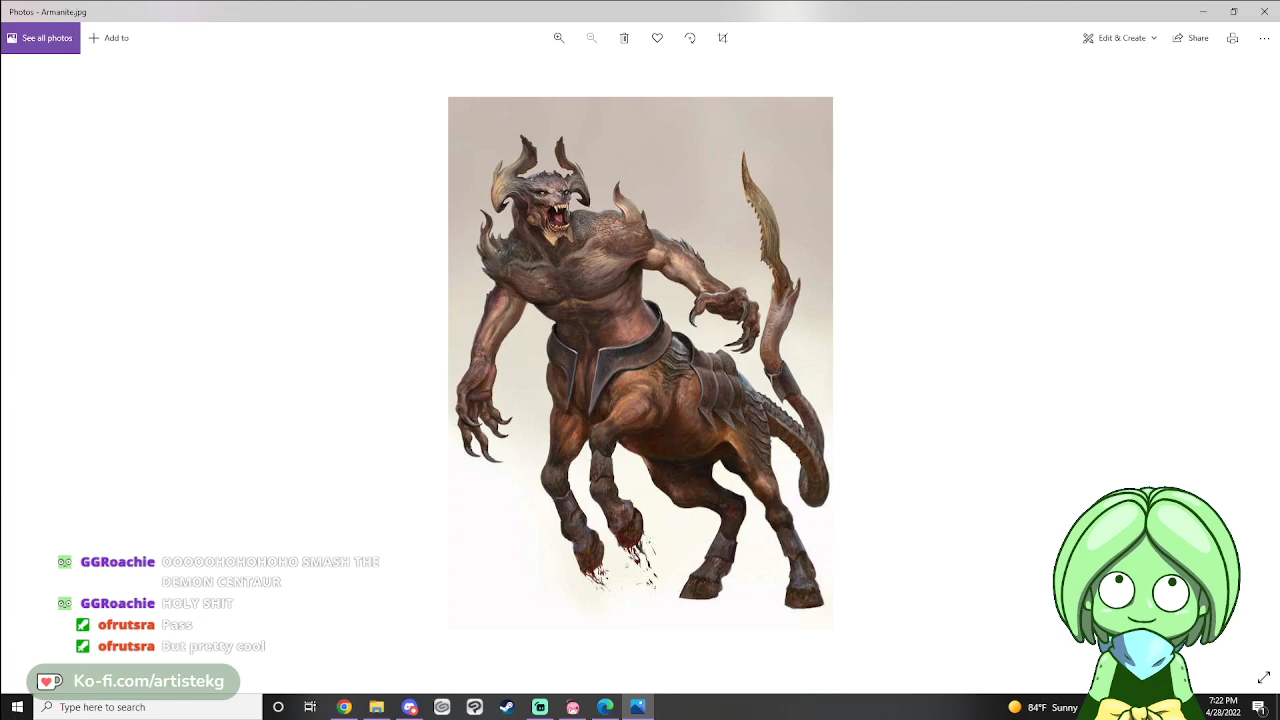 Photos - Armanite.jpg
See all photos
Add to
Edit & Create
Share
GGRoachie OOOOOHOHOHOHO SMASH THE
DEMON CENTAUR
GGRoachie HOLY SHIT
ofrutsra Pass
ofrutsra But pretty cool
Ko-fi.com/artistekg
Type here to search
84°F Sunny
7:22 PM
4/28/2022